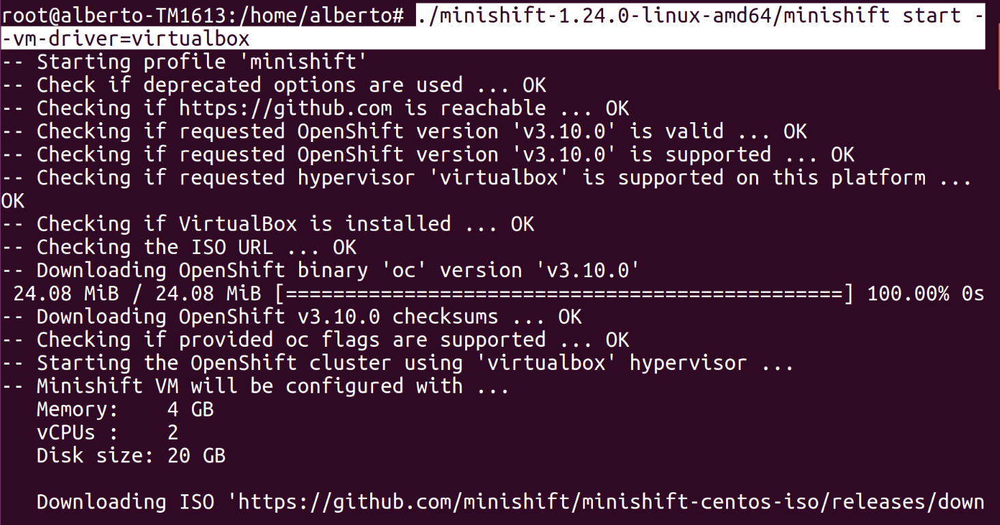 root@alberto-TM1613:/home/alberto# ./minishift-1.24.0-linux-amd64/minishift start -
-vm-driver=virtualbox
-- Starting profile 'minishift'
-- Check if deprecated options are used ... OK
-- Checking if https://github.com is reachable ... OK
-- Checking if requested OpenShift version 'v3.10.0' is valid ... OK
-- Checking if requested OpenShift version 'v3.10.0' is supported ... OK
-- Checking if requested hypervisor 'virtualbox' is supported on this platform ...
OK
-- Checking if VirtualBox is installed ... OK
-- Checking the ISO URL ... OK
-- Downloading OpenShift binary 'oc' version 'v3.10.0'
 24.08 MiB / 24.08 MiB [===============================================] 100.00% 0s
-- Downloading OpenShift v3.10.0 checksums ... OK
-- Checking if provided oc flags are supported ... OK
-- Starting the OpenShift cluster using 'virtualbox' hypervisor ...
-- Minishift VM will be configured with ...
   Memory:    4 GB
   vCPUs :    2
   Disk size: 20 GB

   Downloading ISO 'https://github.com/minishift/minishift-centos-iso/releases/down